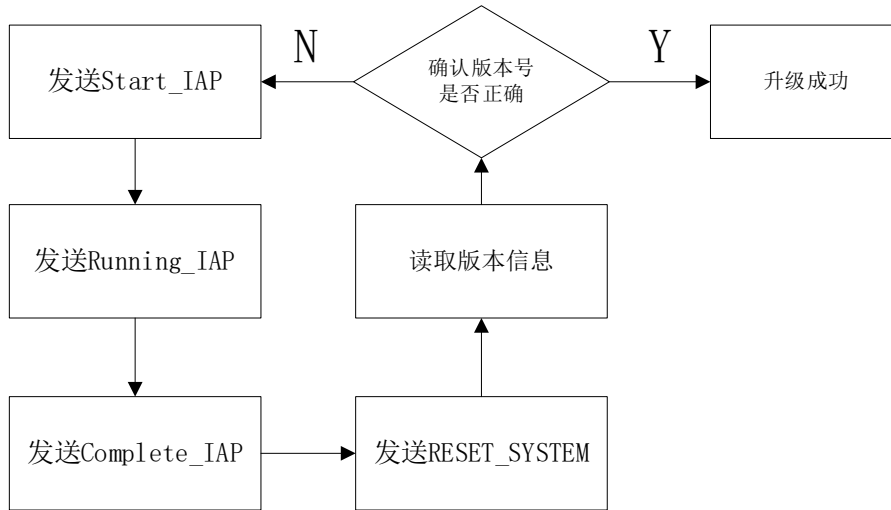 发送Start_IAP
N
确认版本号
是否正确
Y
升级成功
发送Running_IAP
读取版本信息
发送Complete_IAP
发送RESET_SYSTEM